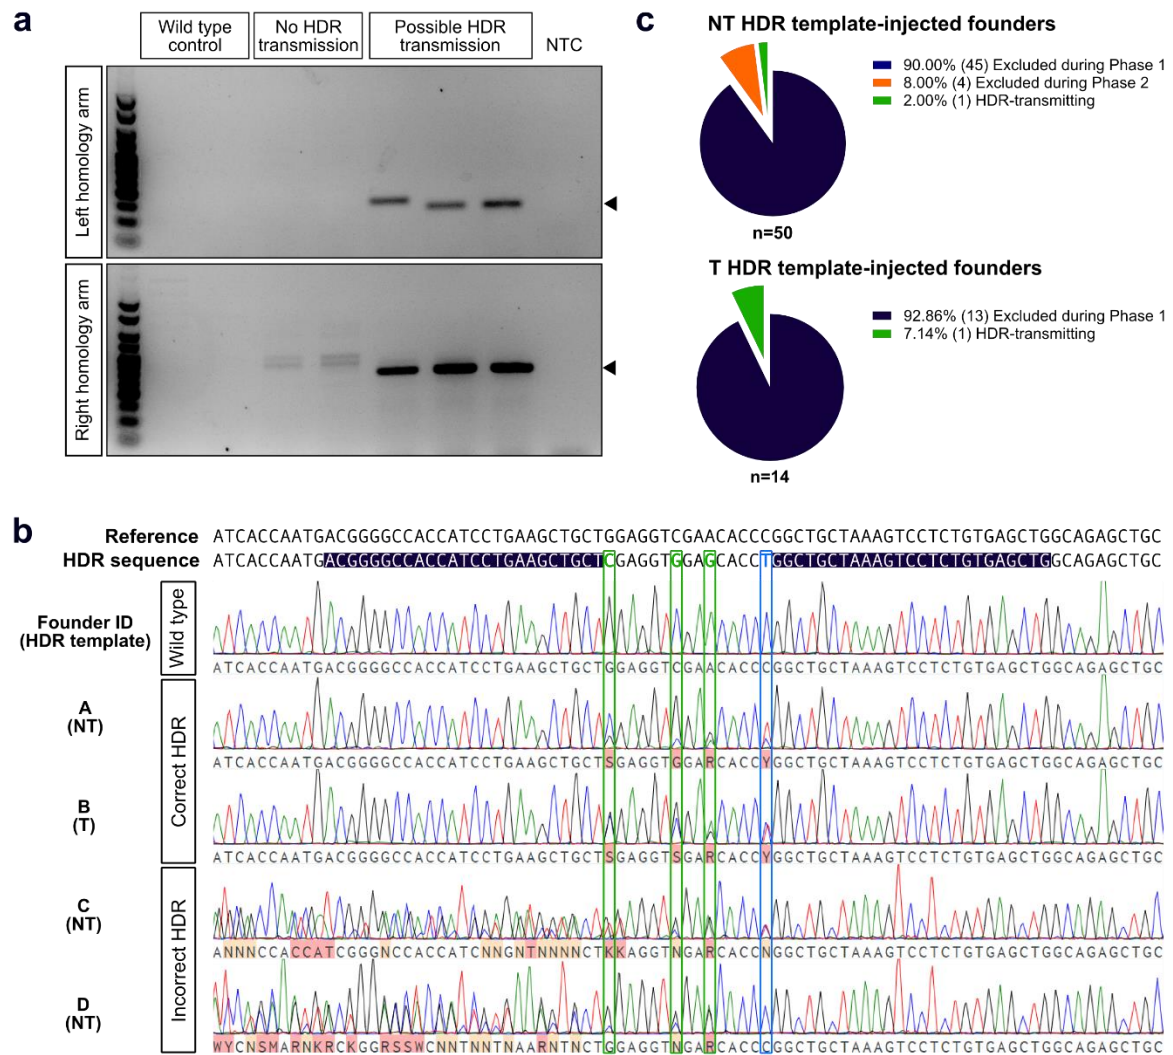 a
Wild type control
No HDR transmission
Possible HDR transmission
NTC
Left homology arm
Right homology arm
c
NT HDR template-injected founders
90.00% (45) Excluded during Phase 1
8.00% (4) Excluded during Phase 2
2.00% (1) HDR-transmitting
n=50
T HDR template-injected founders
92.86% (13) Excluded during Phase 1
7.14% (1) HDR-transmitting
n=14
b
Reference ATCACCAATGACGGGGCCACCATCCTGAAGCTGCTGGAGGTCGAACACCCGGCTGCTAAAGTCCTCTGTGAGCTGGCAGAGCTGC
HDR sequence ATCACCAATGACGGGGCCACCATCCTGAAGCTGCTCGAGGTGGAGCACCTGGCTGCTAAAGTCCTCTGTGAGCTGGCAGAGCTGC
Founder ID
(HDR template)
Wild type
ATCACCAATGACGGGGCCACCATCCTGAAGCTGCTGGAGGTCGAACACCCGGCTGCTAAAGTCCTCTGTGAGCTGGCAGAGCTGC
Correct HDR
A
(NT)
ATCACCAATGACGGGGCCACCATCCTGAAGCTGCTSGAGGTGGARCACCYGGCTGCTAAAGTCCTCTGTGAGCTGGCAGAGCTGC
B
(T)
ATCACCAATGACGGGGCCACCATCCTGAAGCTGCTSGAGGTSGARCACCYGGCTGCTAAAGTCCTCTGTGAGCTGGCAGAGCTGC
Incorrect HDR
C
(NT)
ANNNCCACCATCGGGNCCACCATCNNGNTNNNNCTKKAGGTNGARCACCNGGCTGCTAAAGTCCTCTGTGAGCTGGCAGAGCTGC
D
(NT)
WYCNSMARNKRCKGGRSSWCNNTNNTNAARNTNCTGGAGGTNGARCACCCGGCTGCTAAAGTCCTCTGTGAGCTGGCAGAGCTGC